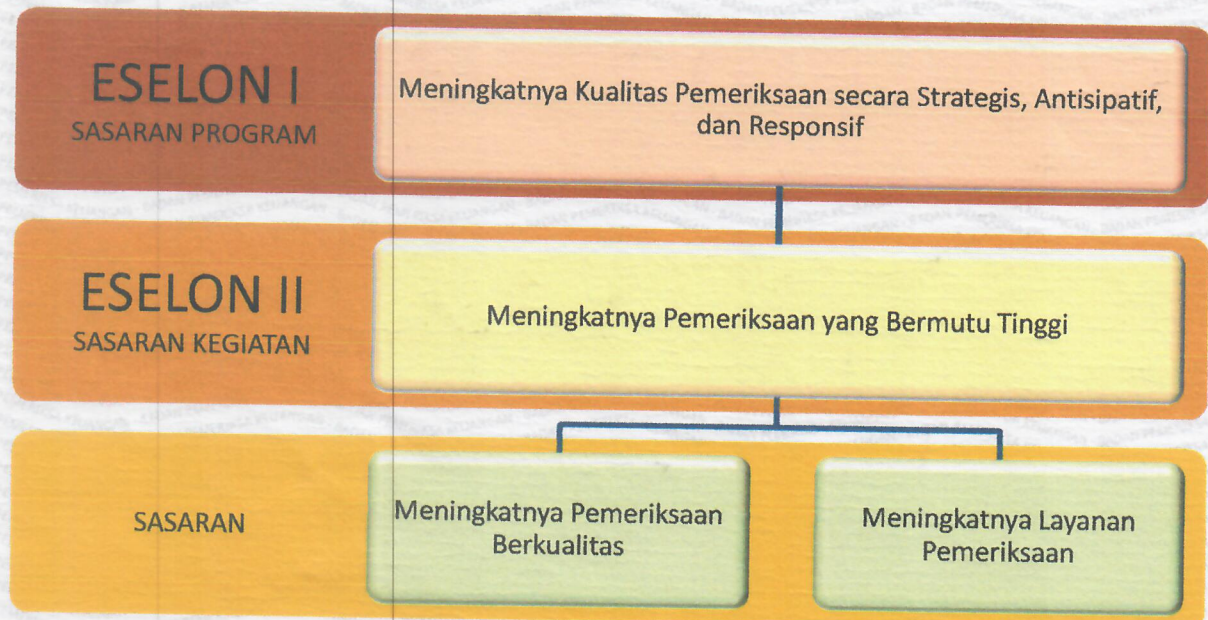 ESELON I
SASARAN PROGRAM
Meningkatnya Kualitas Pemeriksaan secara Strategis, Antisipatif,
dan Responsif
ESELON II
SASARAN KEGIATAN
Meningkatnya Pemeriksaan yang Bermutu Tinggi
SASARAN
Meningkatnya Pemeriksaan
Berkualitas
Meningkatnya Layanan
Pemeriksaan